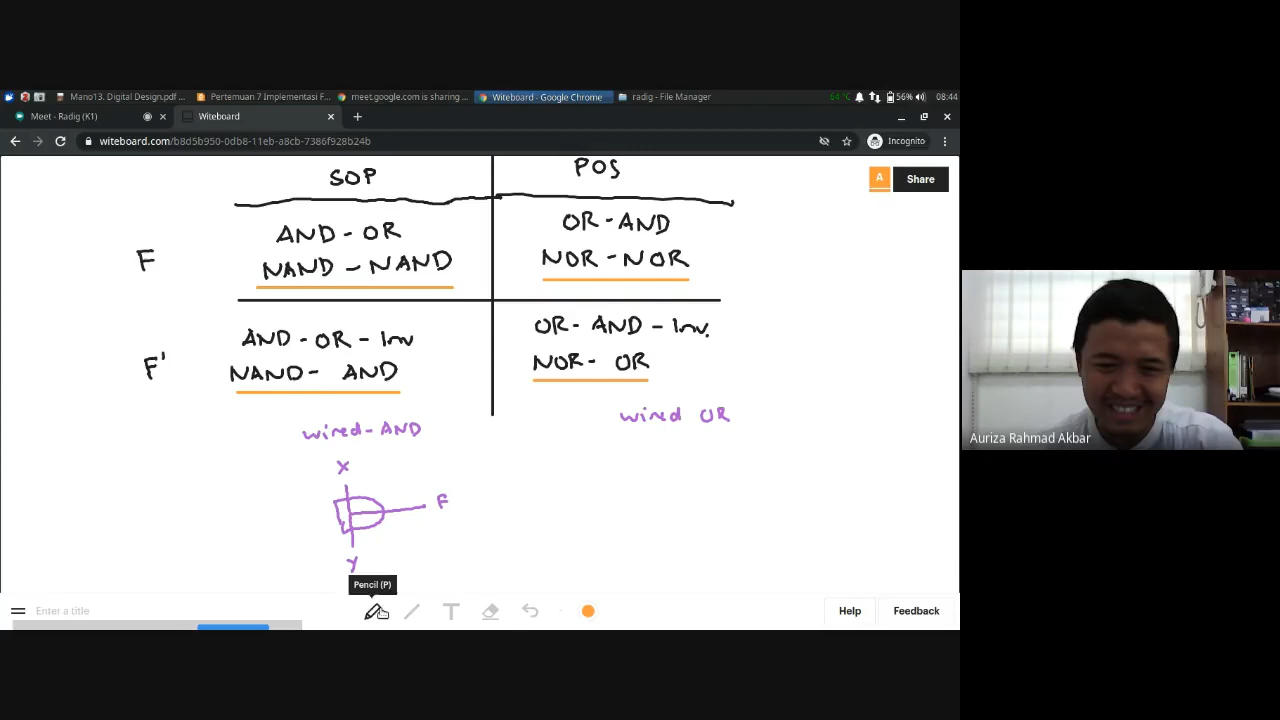 Mano13. Digital Design.pdf ...
Pertemuan 7 Implementasi F...
meet.google.com is sharing ...
Witeboard - Google Chrome
radig - File Manager
64 °C
56%
08:44
Meet - Radig (K1)
Witeboard
witeboard.com/b8d5b950-0db8-11eb-a8cb-7386f928b24b
Incognito
SOP
POS
A
Share
F
AND - OR
NAND - NAND
OR - AND
NOR - NOR
F'
AND - OR - Inv
NAND - AND
OR - AND - Inv.
NOR - OR
wired - AND
wired OR
X
F
Y
Auriza Rahmad Akbar
Pencil (P)
Enter a title
T
Help
Feedback